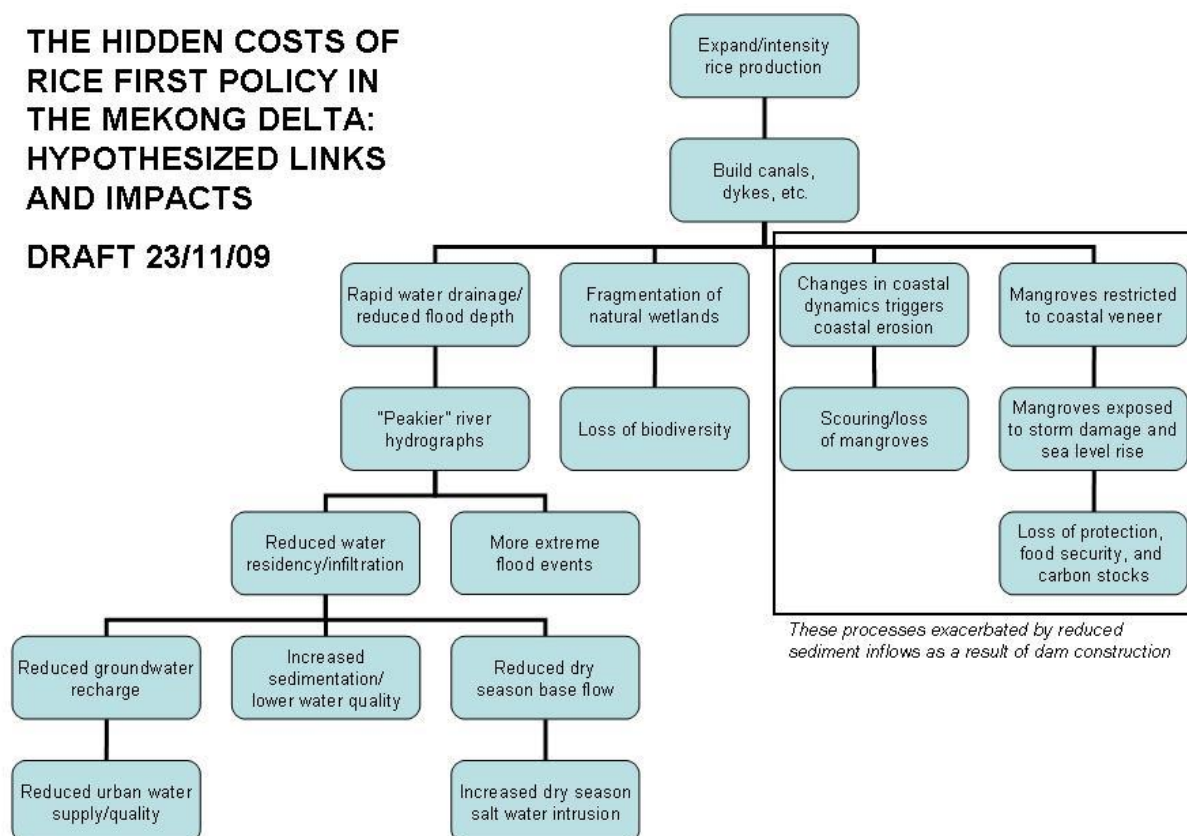 THE HIDDEN COSTS OF
RICE FIRST POLICY IN
THE MEKONG DELTA:
HYPOTHESIZED LINKS
AND IMPACTS
DRAFT 23/11/09
Expand/intensity
rice production
Build canals,
dykes, etc.
Rapid water drainage/
reduced flood depth
Fragmentation of
natural wetlands
Changes in coastal
dynamics triggers
coastal erosion
Mangroves restricted
to coastal veneer
"Peakier" river
hydrographs
Loss of biodiversity
Scouring/loss
of mangroves
Mangroves exposed
to storm damage and
sea level rise
Reduced water
residency/infiltration
More extreme
flood events
Loss of protection,
food security, and
carbon stocks
These processes exacerbated by reduced
sediment inflows as a result of dam construction
Reduced groundwater
recharge
Increased
sedimentation/
lower water quality
Reduced dry
season base flow
Reduced urban water
supply/quality
Increased dry season
salt water intrusion